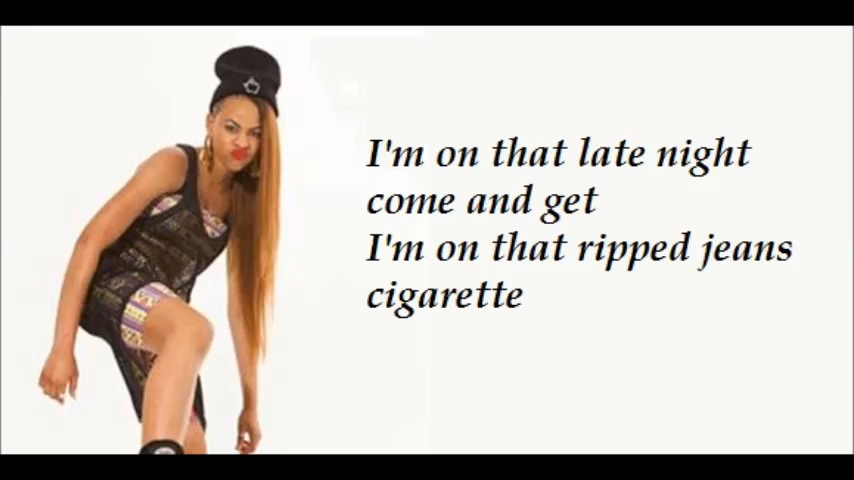 I'm on that late night
come and get
I'm on that ripped jeans
cigarette